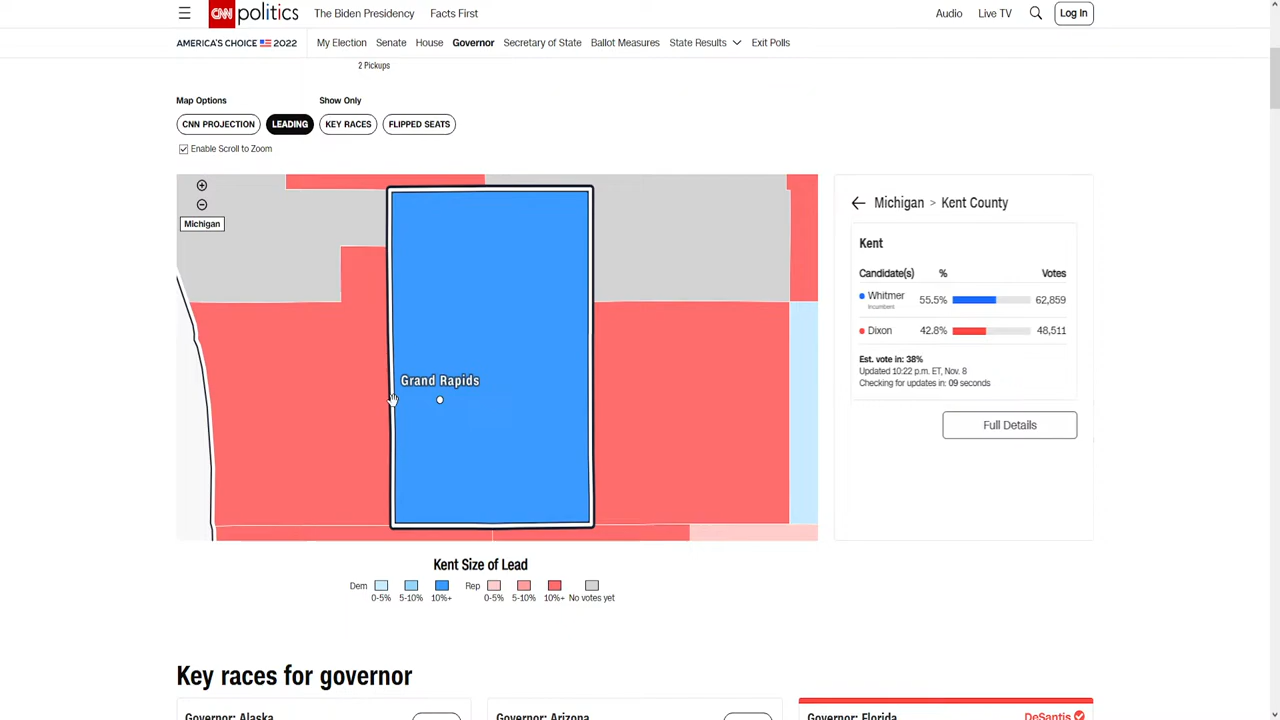 CNN politics The Biden Presidency Facts First Audio Live TV Log In
AMERICA'S CHOICE 2022 My Election Senate House Governor Secretary of State Ballot Measures State Results Exit Polls
2 Pickups
Map Options Show Only
CNN PROJECTION LEADING KEY RACES FLIPPED SEATS
Enable Scroll to Zoom
Michigan
Grand Rapids
Michigan > Kent County
Kent
Candidate(s) % Votes
Whitmer 55.5% 62,859
Incumbent
Dixon 42.8% 48,511
Est. vote in: 38%
Updated 10:22 p.m. ET, Nov. 8
Checking for updates in: 09 seconds
Full Details
Kent Size of Lead
Dem Rep
0-5% 5-10% 10%+ 0-5% 5-10% 10%+ No votes yet
Key races for governor
Governor: Alaska Governor: Arizona Governor: Florida DeSantis